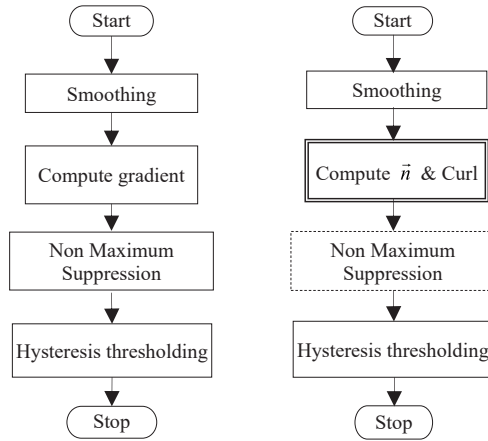 Start
Smoothing
Compute gradient
Non Maximum
Suppression
Hysteresis thresholding
Stop
Start
Smoothing
Compute n⃗ & Curl
Non Maximum
Suppression
Hysteresis thresholding
Stop